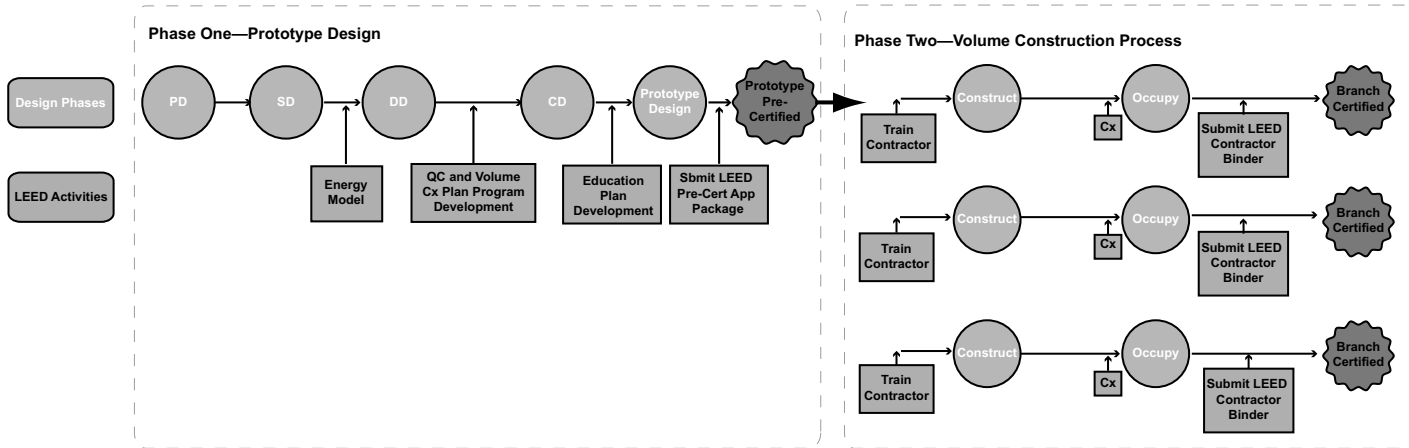 Phase One—Prototype Design
Design Phases
PD
SD
DD
CD
Prototype
Design
Prototype
Pre-
Certified
LEED Activities
Energy
Model
QC and Volume
Cx Plan Program
Development
Education
Plan
Development
Sbmit LEED
Pre-Cert App
Package
Phase Two—Volume Construction Process
Train
Contractor
Construct
Cx
Occupy
Submit LEED
Contractor
Binder
Branch
Certified
Train
Contractor
Construct
Cx
Occupy
Submit LEED
Contractor
Binder
Branch
Certified
Train
Contractor
Construct
Cx
Occupy
Submit LEED
Contractor
Binder
Branch
Certified